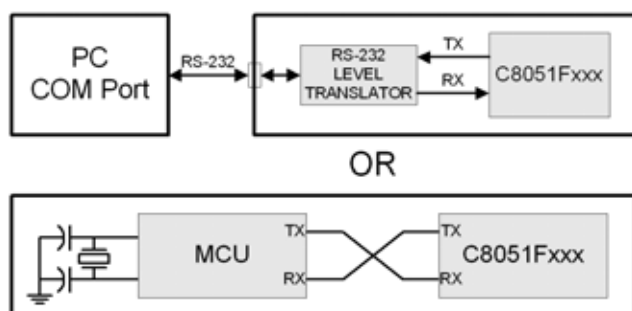 PC
COM Port
RS-232
RS-232
LEVEL
TRANSLATOR
TX
RX
C8051Fxxx
OR
MCU
TX
RX
TX
RX
C8051Fxxx